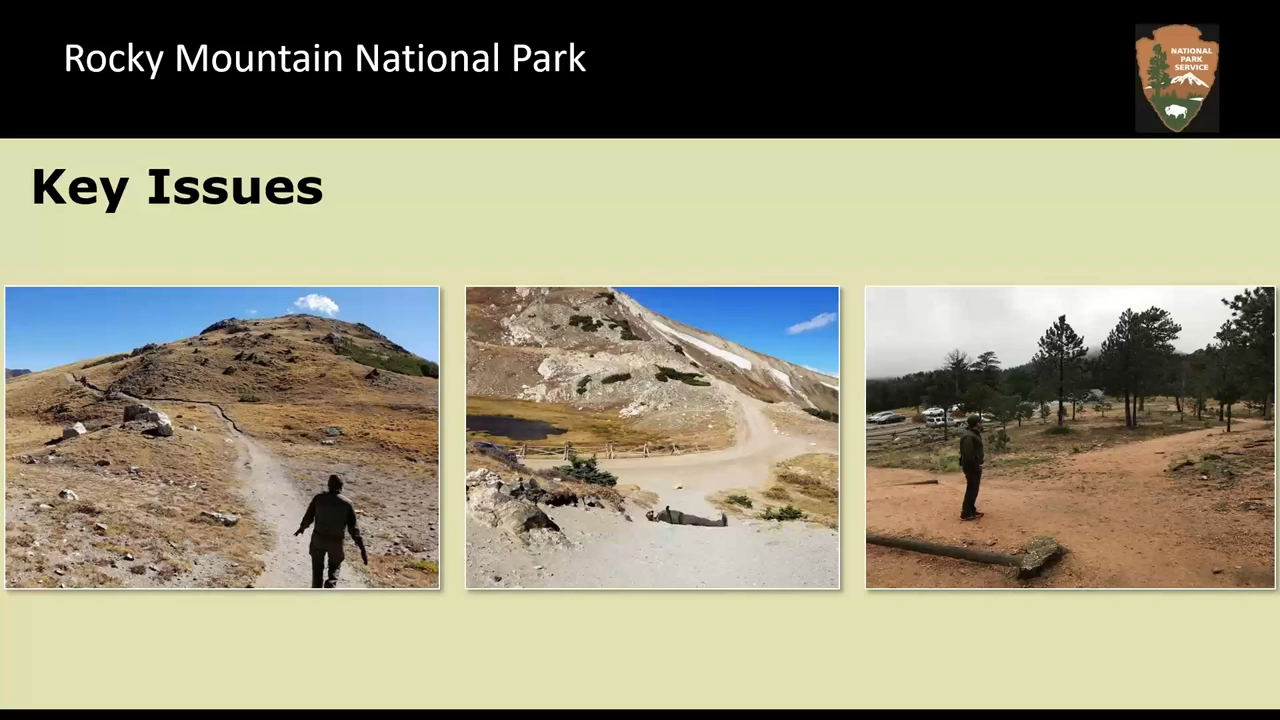 Rocky Mountain National Park
NATIONAL
PARK
SERVICE
Key Issues